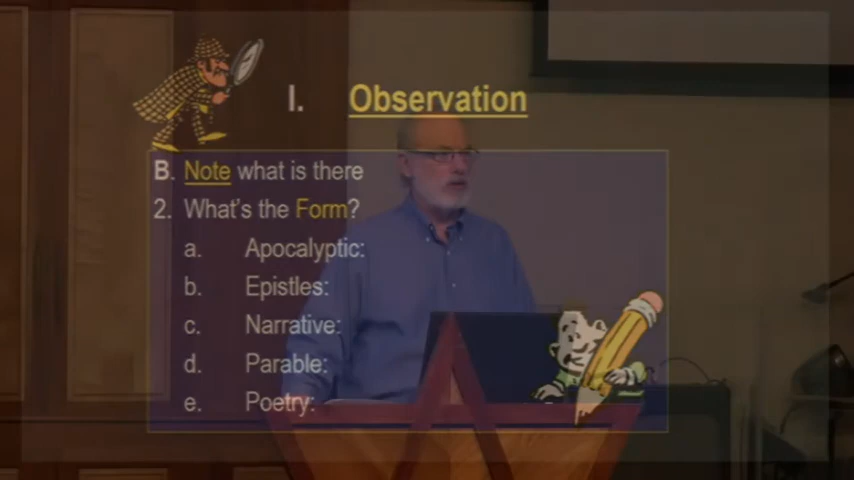 I. Observation
B. Note what is there
2. What's the Form?
a. Apocalyptic:
b. Epistles:
c. Narrative:
d. Parable:
e. Poetry: